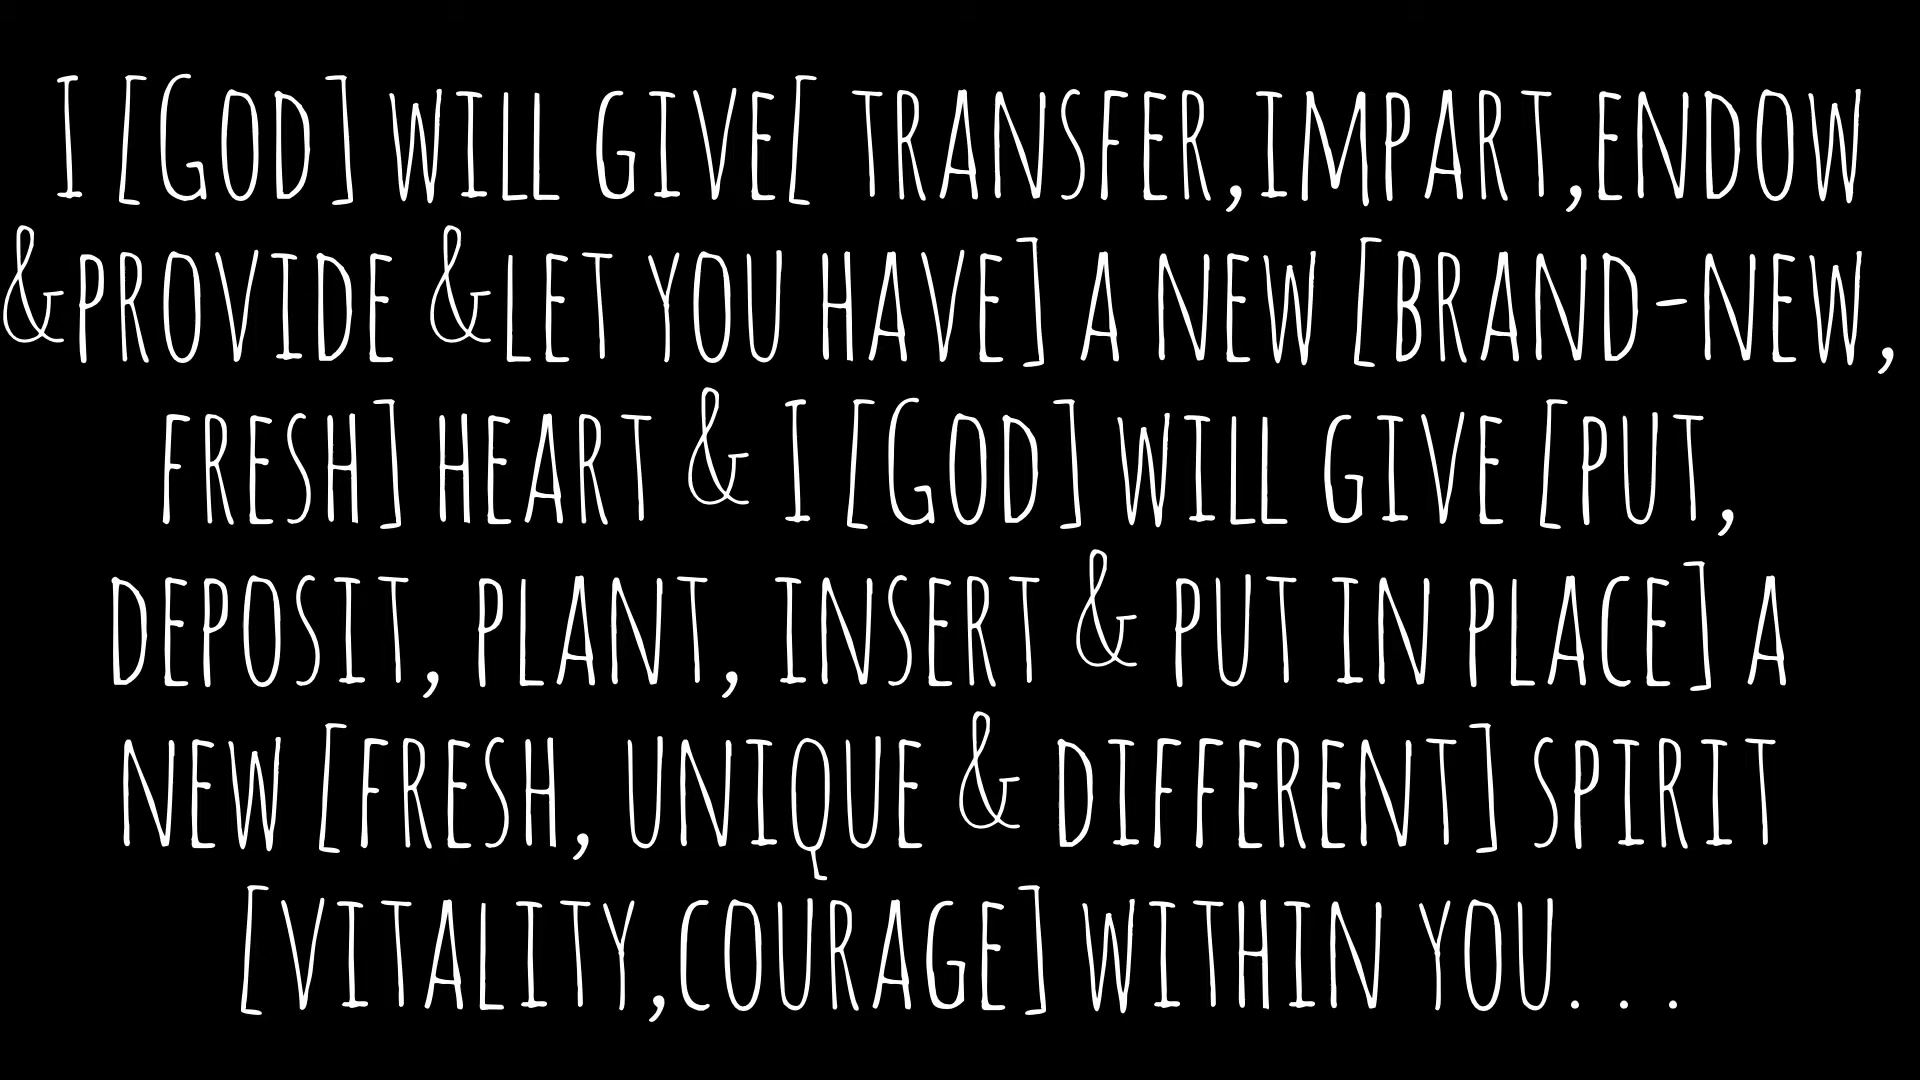 I [God] will give[ transfer,impart,endow
&provide &let you have] a new [brand-new,
fresh] heart & I [God] will give [put,
deposit, plant, insert & put in place] a
new [fresh, unique & different] spirit
[vitality,courage] within you...